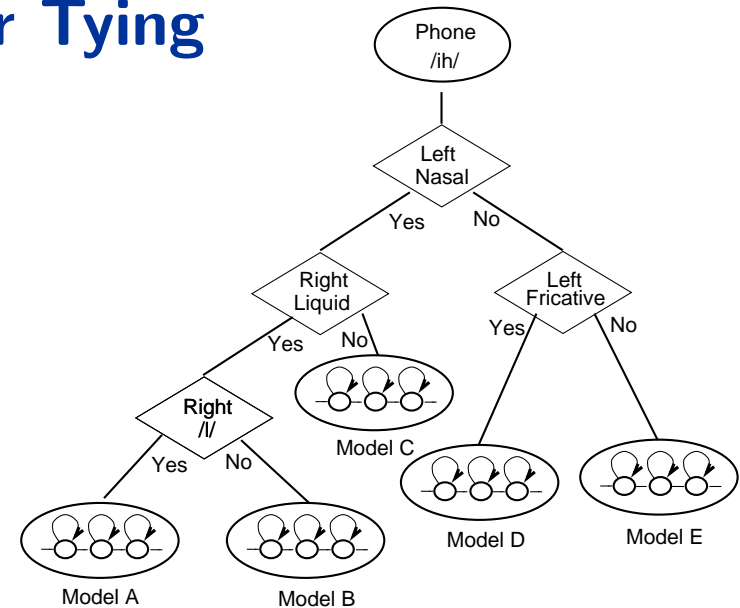 r Tying
Phone
/ih/
Left
Nasal
Yes
No
Right
Liquid
Left
Fricative
Yes
No
Yes
No
Right
/l/
Model C
Yes
No
Model D
Model E
Model A
Model B